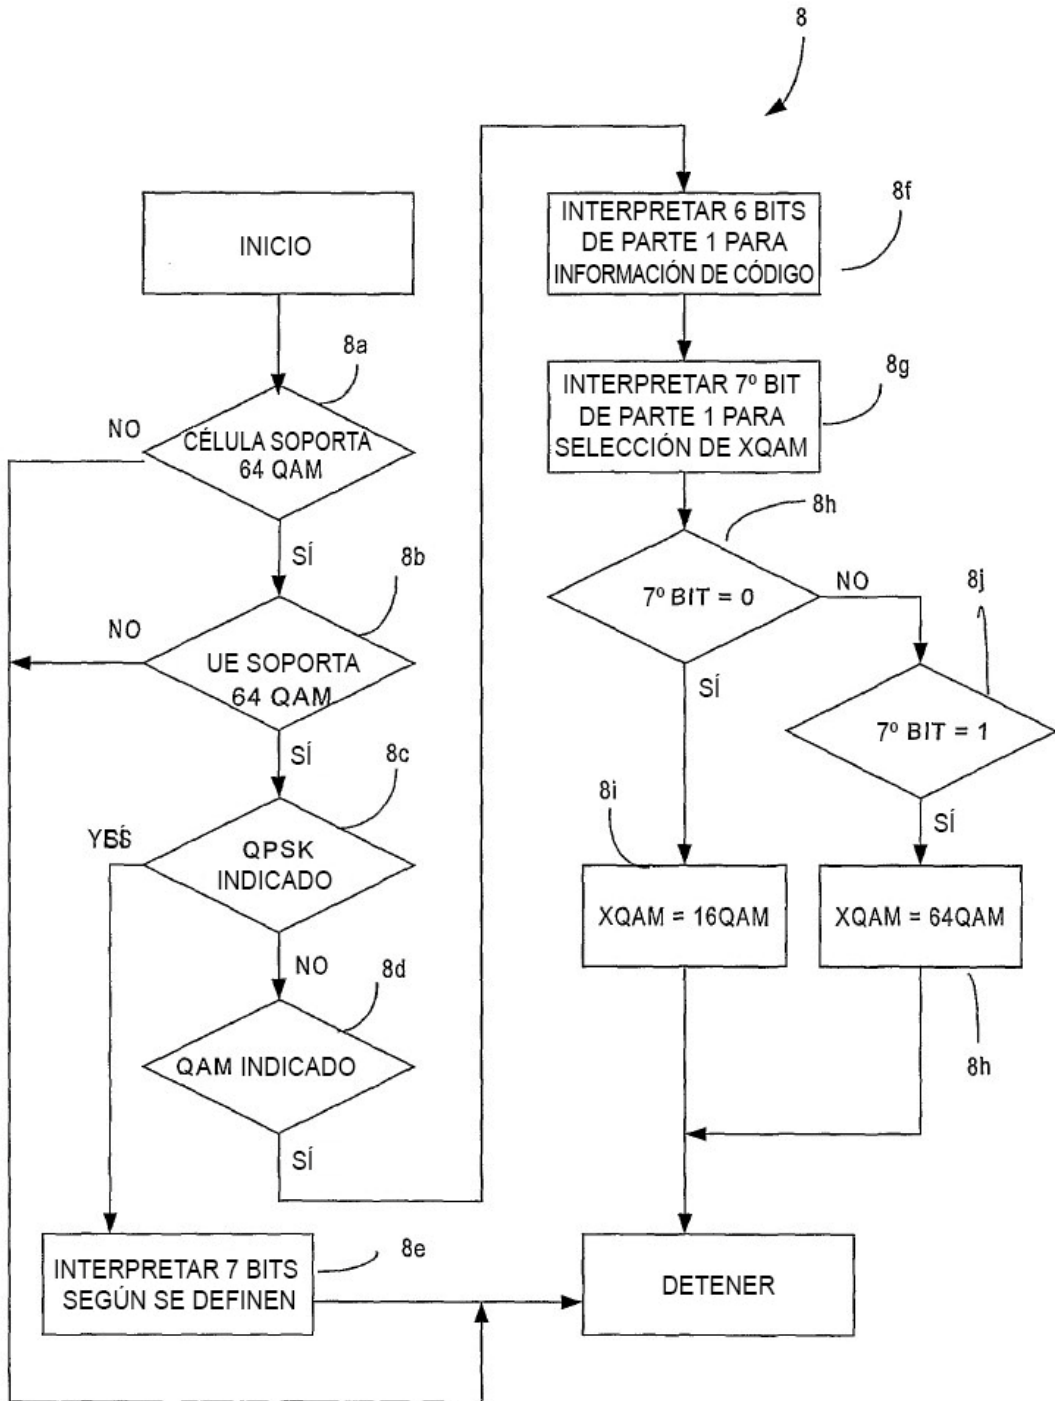 8
INICIO
8a
NO
CÉLULA SOPORTA
64 QAM
SÍ
8b
NO
UE SOPORTA
64 QAM
SÍ
8c
QPSK
INDICADO
NO
8d
QAM INDICADO
SÍ
INTERPRETAR 7 BITS
SEGÚN SE DEFINEN
8e
INTERPRETAR 6 BITS
DE PARTE 1 PARA
INFORMACIÓN DE CÓDIGO
8f
INTERPRETAR 7º BIT
DE PARTE 1 PARA
SELECCIÓN DE XQAM
8g
8h
7º BIT = 0
NO
SÍ
8j
7º BIT = 1
SÍ
8i
XQAM = 16QAM
XQAM = 64QAM
8h
DETENER